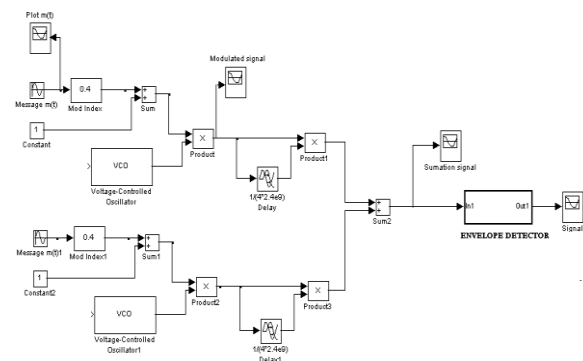 Plot m(t)
Modulated signal
0.4
Message m(t)
Mod Index
Sum
1
Constant
X
Product
X
Product1
VCO
Voltage-Controlled
Oscillator
1/(4*2.4e9)
Delay
Sumation signal
Sum2
In1
Out1
Signal
ENVELOPE DETECTOR
0.4
Message m(t)1
Mod Index1
Sum1
1
Constant2
X
Product2
X
Product3
VCO
Voltage-Controlled
Oscillator1
1/(4*2.4e9)
Delay1